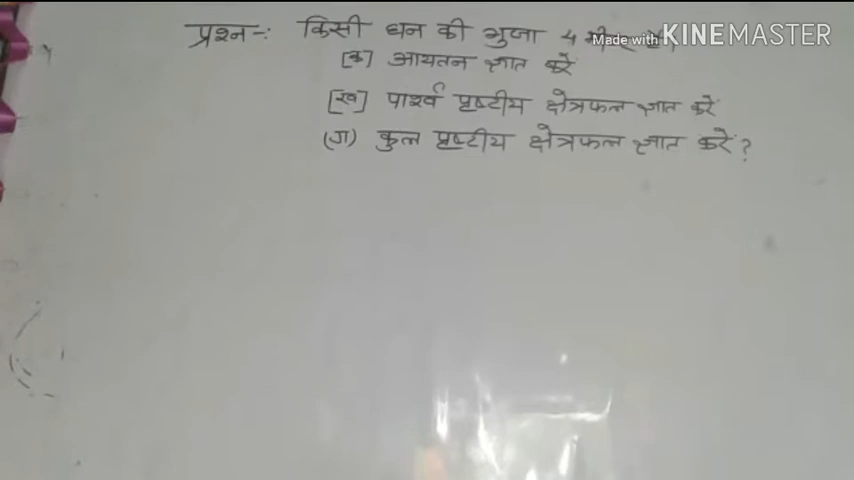 प्रश्न-: किसी घन की भुजा 4
Made with KINEMASTER
[क] आयतन ज्ञात करें
[ख] पार्श्व पृष्टीय क्षेत्रफल ज्ञात करें
(ग) कुल पृष्टीय क्षेत्रफल ज्ञात करें?